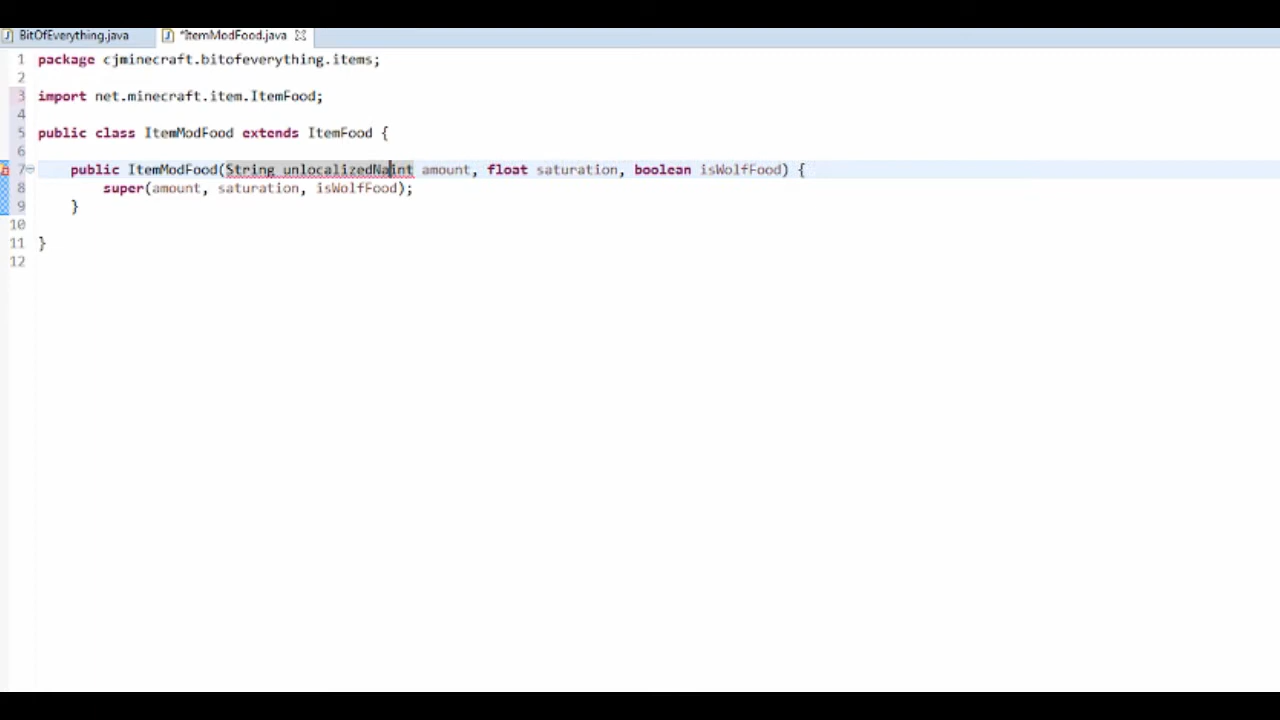 BitOfEverything.java *ItemModFood.java
1 package cjminecraft.bitofeverything.items;
2
3 import net.minecraft.item.ItemFood;
4
5 public class ItemModFood extends ItemFood {
6
7 public ItemModFood(String unlocalizedNaint amount, float saturation, boolean isWolfFood) {
8 super(amount, saturation, isWolfFood);
9 }
10
11 }
12